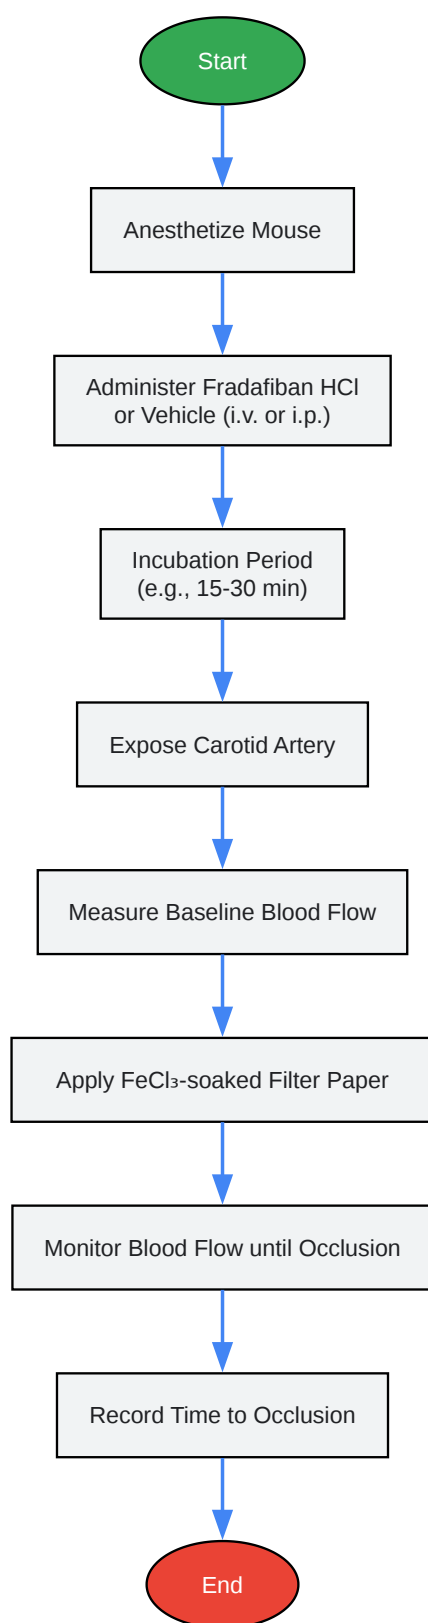 Start
Anesthetize Mouse
Administer Fradafiban HCl
or Vehicle (i.v. or i.p.)
Incubation Period
(e.g., 15-30 min)
Expose Carotid Artery
Measure Baseline Blood Flow
Apply FeCl₃-soaked Filter Paper
Monitor Blood Flow until Occlusion
Record Time to Occlusion
End